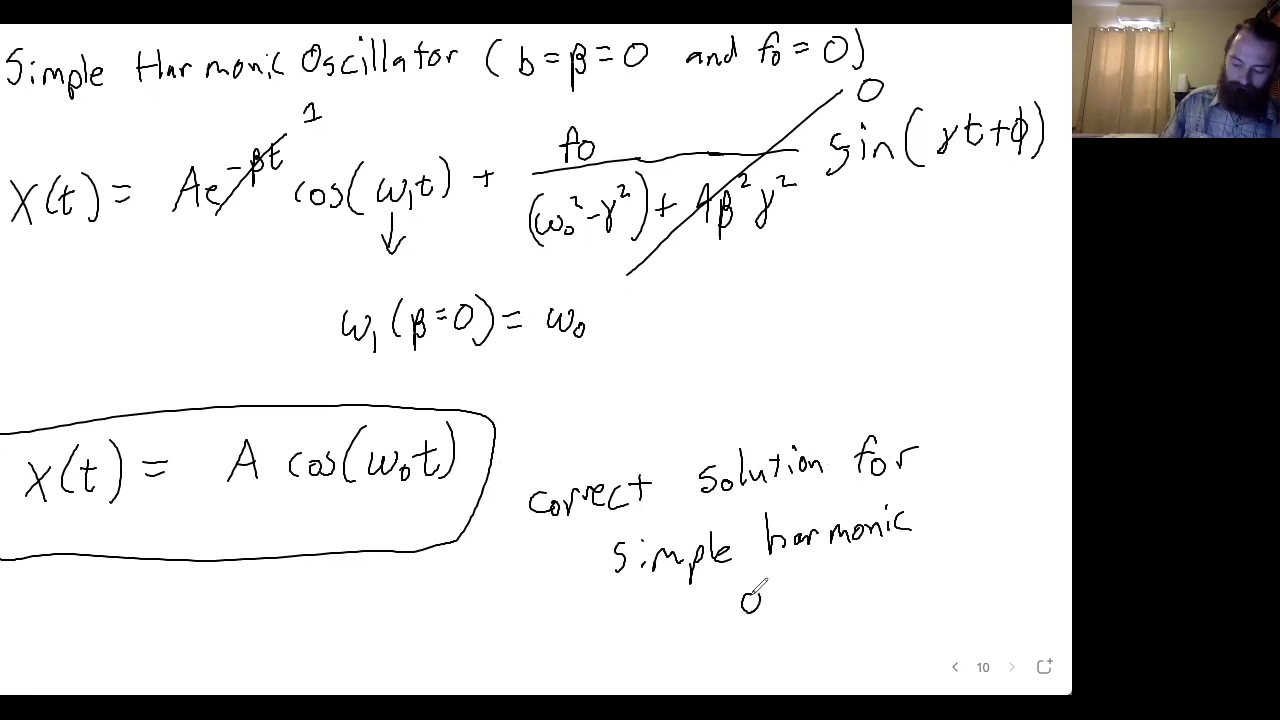 Simple Harmonic Oscillator (b=β=0 and f₀=0)
1
0
X(t) = Ae^(-βt) cos(ω₁t) + f₀ / (ω₀²-γ²)+4β²γ² sin(γt+ϕ)
↓
ω₁(β=0) = ω₀
X(t) = A cos(ω₀t)
correct solution for
simple harmonic
o
10